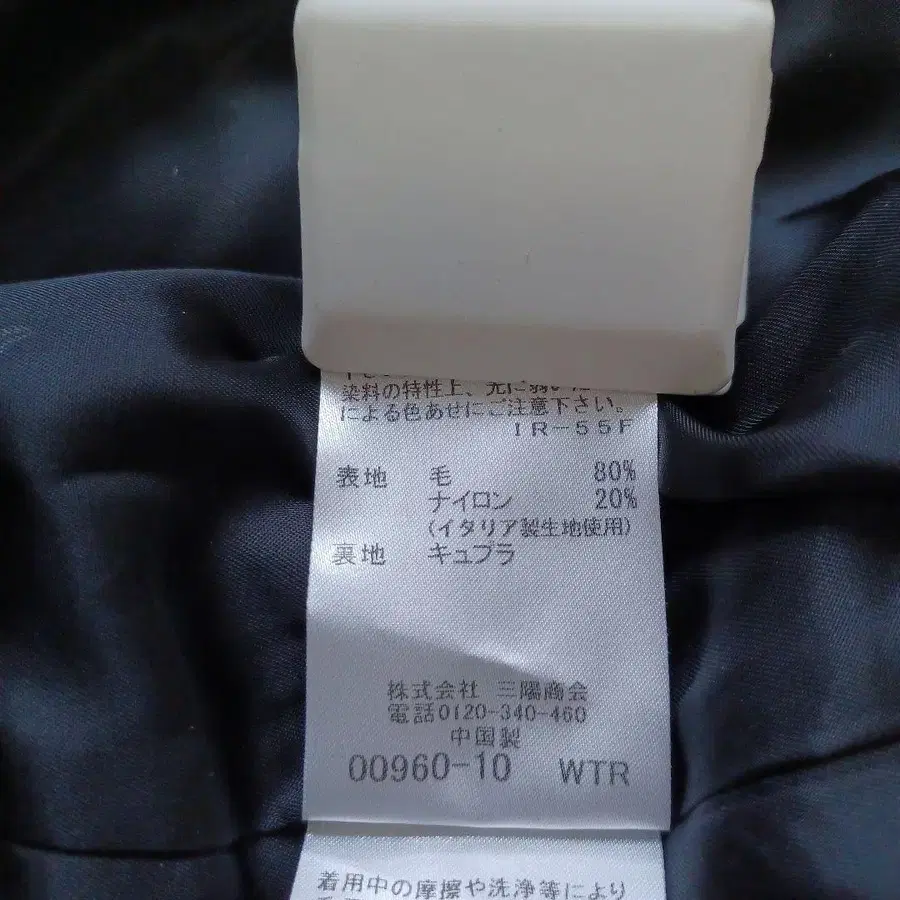 染料の特性上、光に弱いため
による色あせにご注意下さい。
IR-55F
表地 毛 80%
ナイロン 20%
(イタリア製生地使用)
裏地 キュプラ
株式会社 三陽商会
電話0120-340-460
中国製
00960-10 WTR
着用中の摩擦や洗浄等により